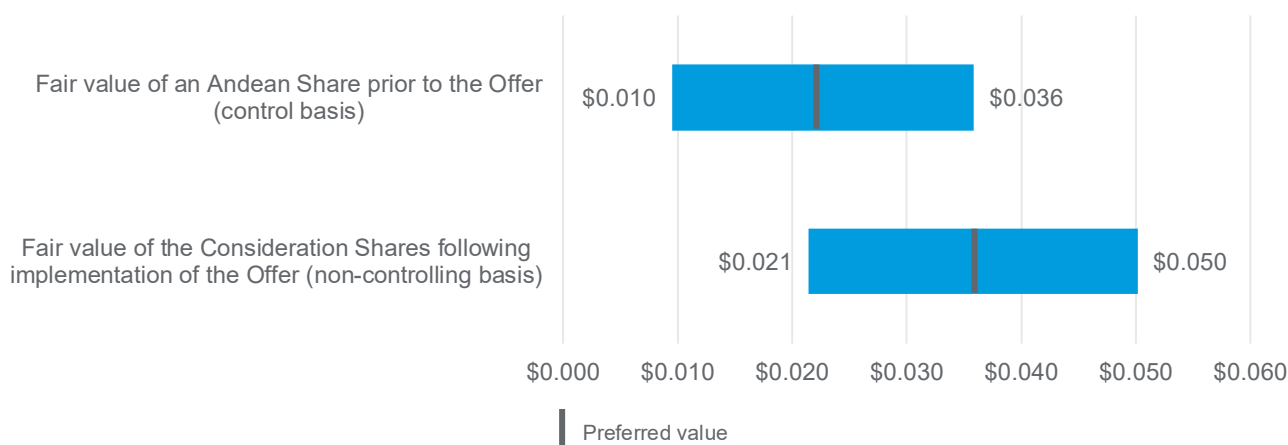 Fair value of an Andean Share prior to the Offer
(control basis)
$0.010
$0.036
Fair value of the Consideration Shares following
implementation of the Offer (non-controlling basis)
$0.021
$0.050
$0.000 $0.010 $0.020 $0.030 $0.040 $0.050 $0.060
Preferred value